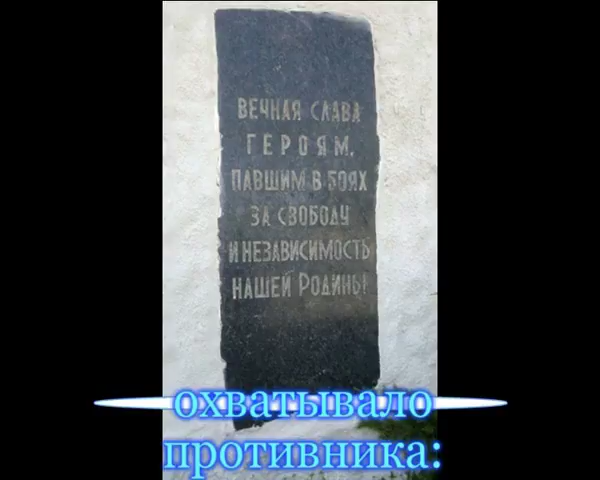 ВЕЧНАЯ СЛАВА
ГЕРОЯМ,
ПАВШИМ В БОЯХ
ЗА СВОБОДУ
И НЕЗАВИСИМОСТЬ
НАШЕЙ РОДИНЫ
охватывало
противника: